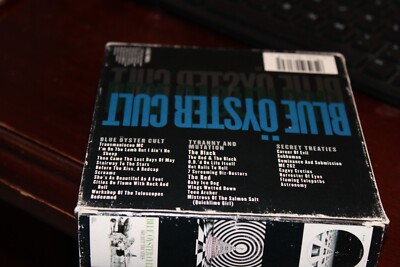 BLUE ÖYSTER CULT
BLUE ÖYSTER CULT
BLUE ÖYSTER CULT
Transmaniacon MC
I'm On The Lamb But I Ain't No
Sheep
Then Came The Last Days Of May
Stairway To The Stars
Before The Kiss, A Redcap
Screams
She's As Beautiful As A Foot
Cities On Flame With Rock And
Roll
Workshop Of The Telescopes
Redeemed
TYRANNY AND
MUTATION
The Black
The Red & The Black
O.D.'d On Life Itself
Hot Rails To Hell
7 Screaming Diz-Busters
The Red
Baby Ice Dog
Wings Wetted Down
Teen Archer
Mistress Of The Salmon Salt
(Quicklime Girl)
SECRET TREATIES
Career Of Evil
Subhuman
Dominance And Submission
ME 262
Cagey Cretins
Harvester Of Eyes
Flaming Telepaths
Astronomy